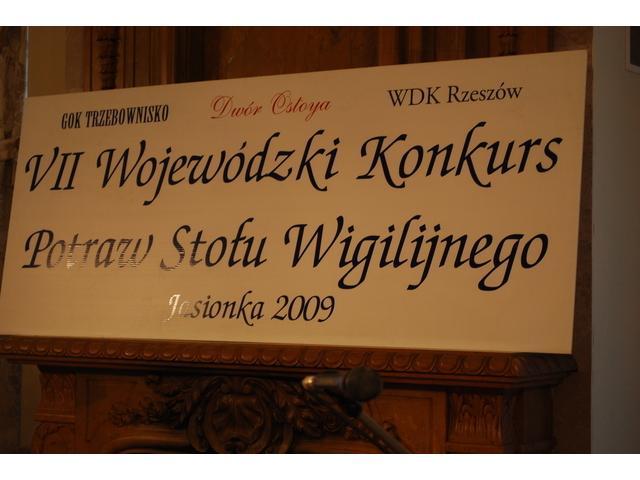 GOK TRZEBOWNISKO Dwór Ostoya WDK Rzeszów
VII Wojewódzki Konkurs
Potraw Stołu Wigilijnego
Jasionka 2009